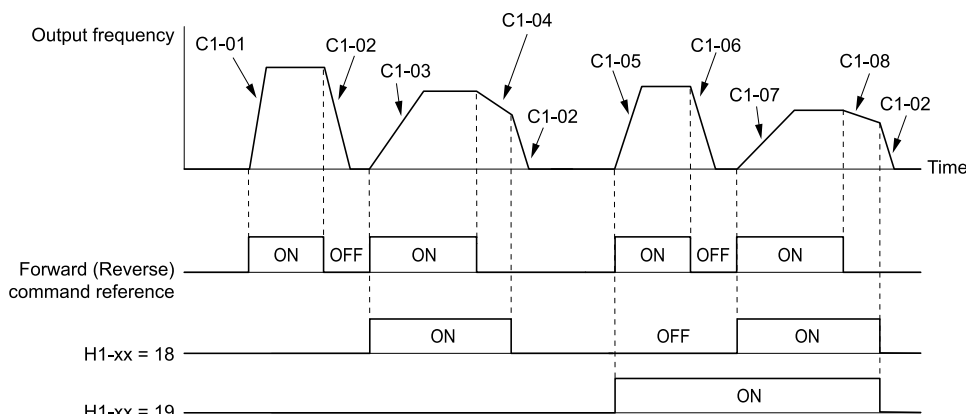 Output frequency
C1-01
C1-02
C1-03
C1-04
C1-02
C1-05
C1-06
C1-07
C1-08
C1-02
Time
Forward (Reverse)
command reference
ON
OFF
ON
ON
OFF
ON
H1-xx = 18
ON
OFF
ON
H1-xx = 19
ON